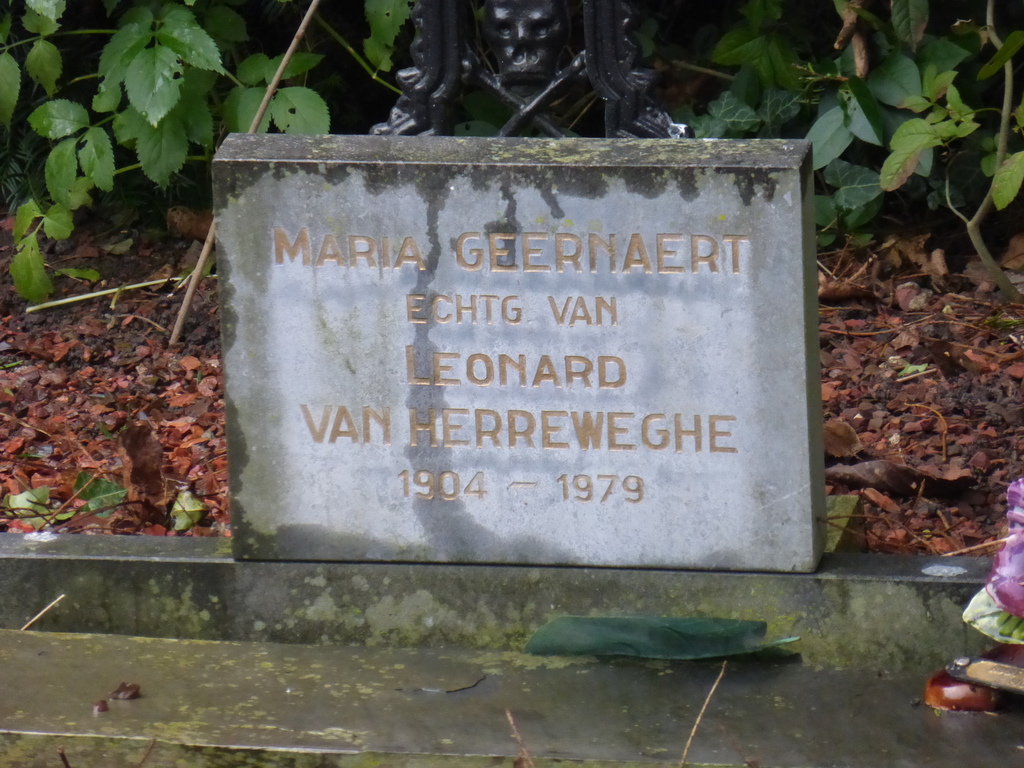 MARIA GEERNAERT
ECHTG VAN
LEONARD
VAN HERREWEGHE
1904 – 1979